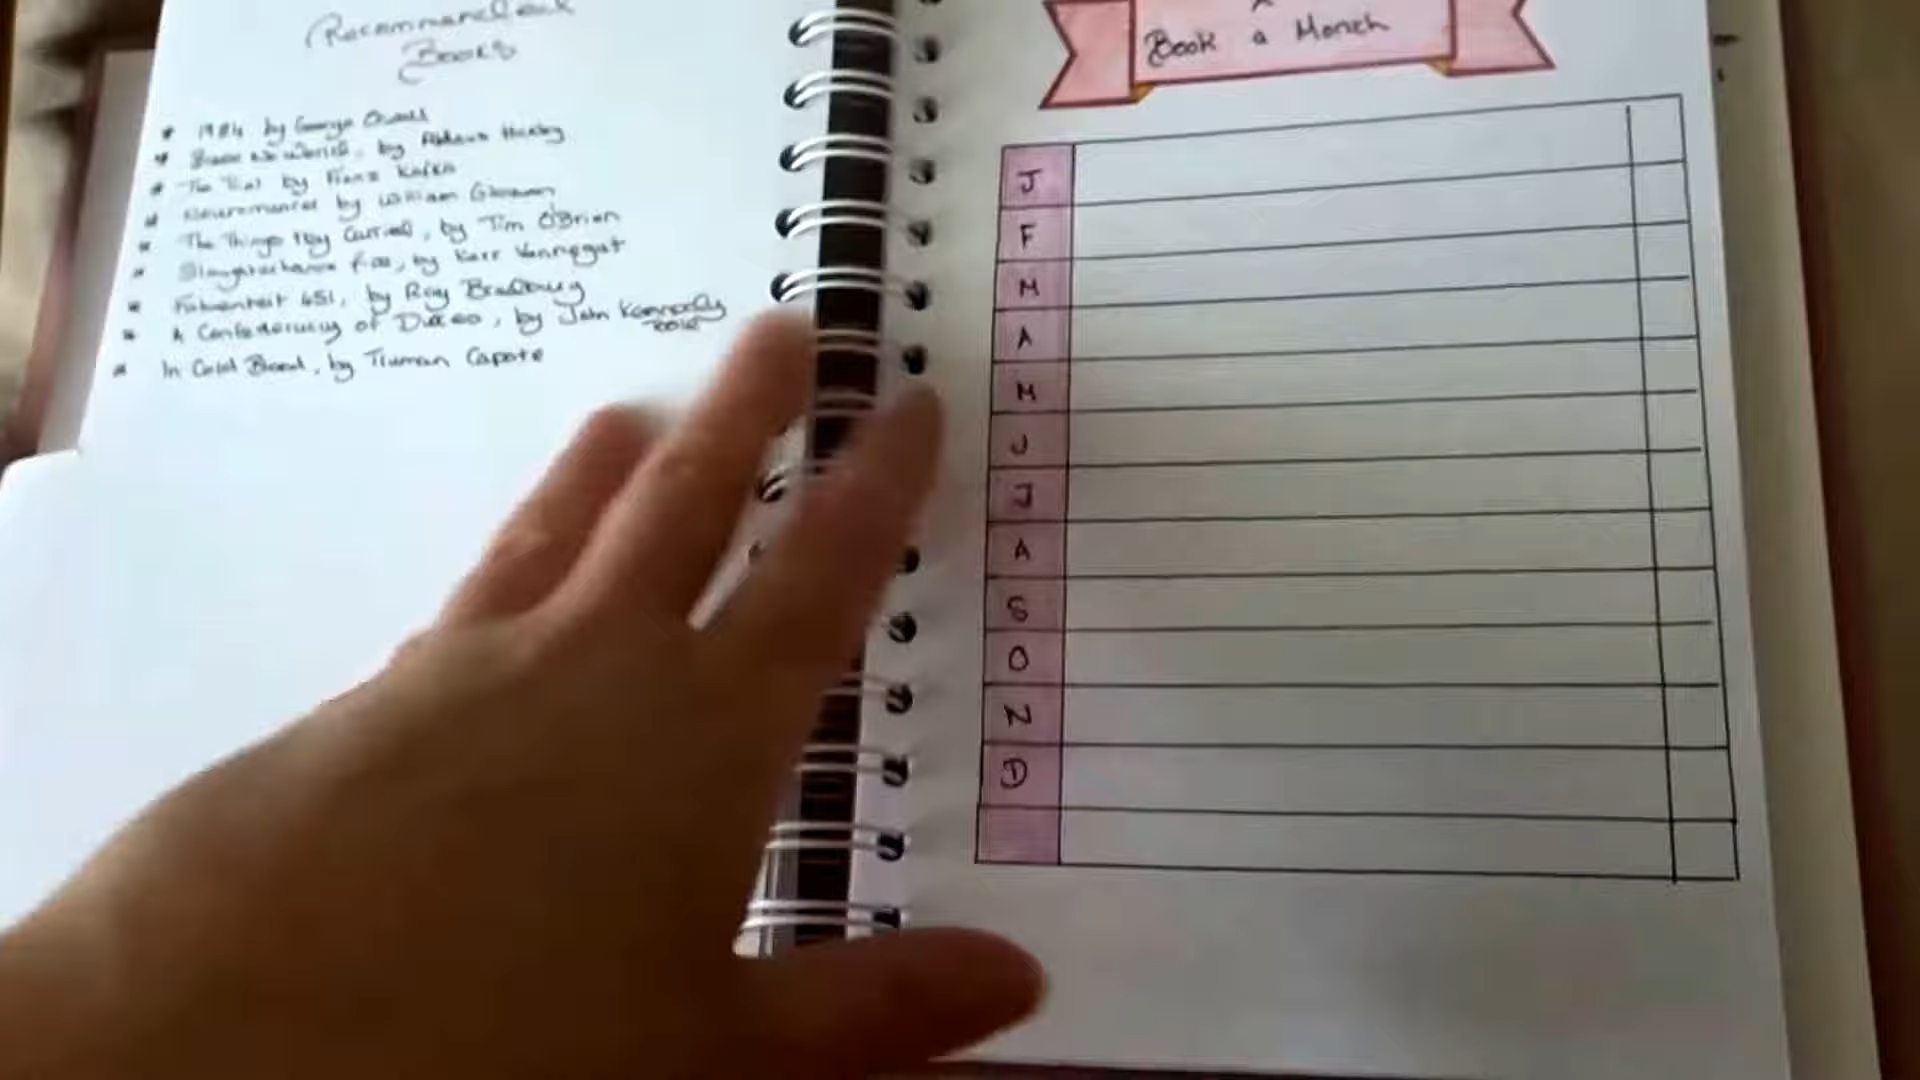 Recommended
Books
* 1984 by George Orwell
* Brave New World, by Aldous Huxley
* The Trial by Franz Kafka
* Neuromancer by William Gibson
* The Things They Carried, by Tim O'Brien
* Slaughterhouse five, by Kurt Vonnegut
* Fahrenheit 451, by Ray Bradbury
* A Confederacy of Dunces, by John Kennedy
Toole
* In Cold Blood, by Truman Capote
A
Book a Month
J
F
M
A
M
J
J
A
S
O
N
D